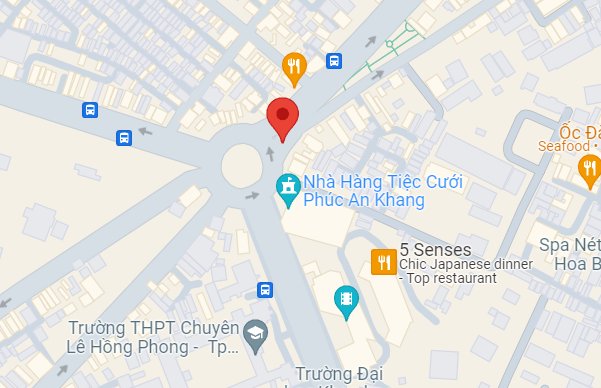 Ốc Đà
Seafood •
Nhà Hàng Tiệc Cưới
Phúc An Khang
5 Senses
Chic Japanese dinner
- Top restaurant
Spa Nét
Hoa B
Trường THPT Chuyên
Lê Hồng Phong - Tp...
Trường Đại